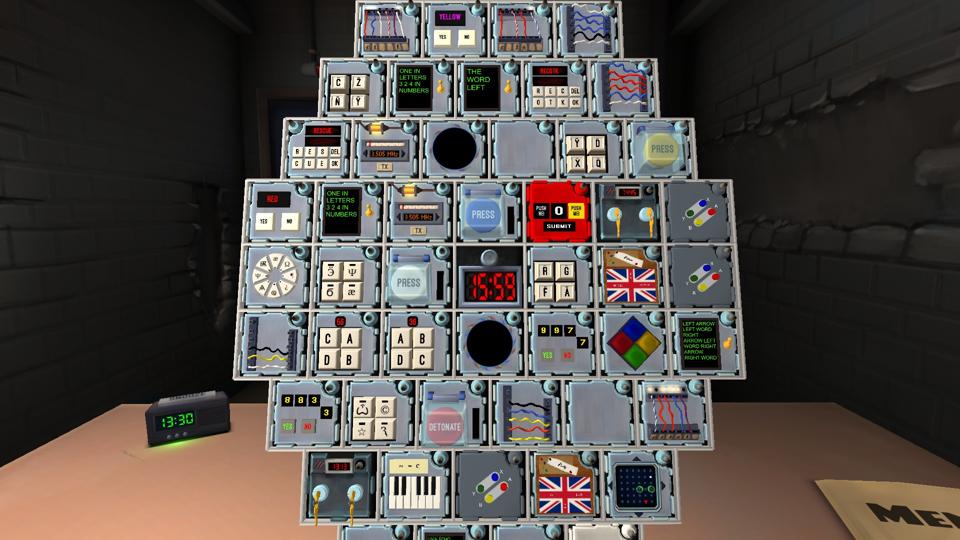 YELLOW
YES NO
ONE IN
LETTERS
3 2 4 IN
NUMBERS
THE
WORD
LEFT
R E C DEL
O T K OK
RESCUE
R E S DEL
C U E OK
3.505 MHz
TX
PRESS
RED
YES NO
ONE IN
LETTERS
3 2 4 IN
NUMBERS
3.505 MHz
TX
PRESS
PUSH ME!
0
PUSH ME!
SUBMIT
PRESS
15:59
R G
F A
C A
D B
A B
D C
9 9 7
7
YES NO
LEFT ARROW
LEFT WORD
RIGHT
ARROW LEFT
WORD RIGHT
ARROW
RIGHT WORD
8 8 3
3
YES NO
DETONATE
13:30
1313
MEN